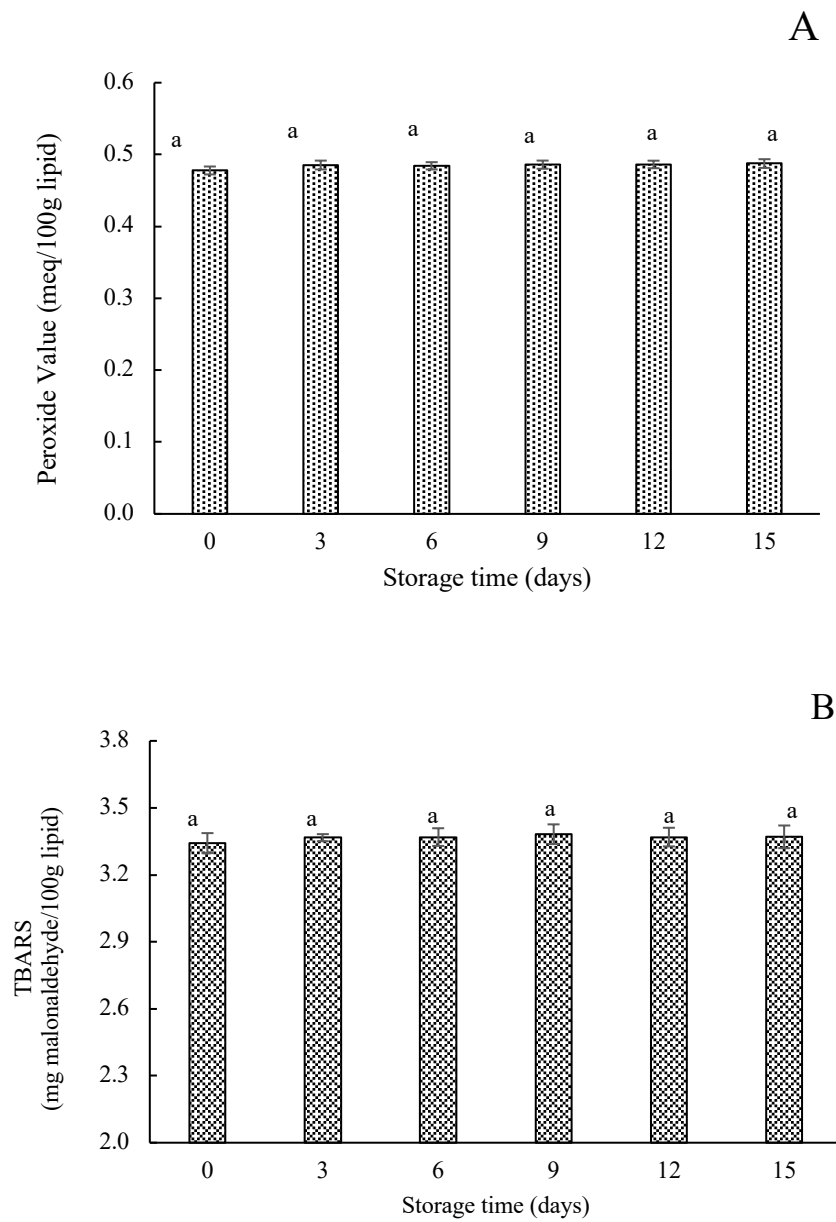 A
Peroxide Value (meq/100g lipid)
0.6
0.5
0.4
0.3
0.2
0.1
0.0
a a a a a a
0 3 6 9 12 15
Storage time (days)
B
TBARS
(mg malonaldehyde/100g lipid)
3.8
3.5
3.2
2.9
2.6
2.3
2.0
a a a a a a
0 3 6 9 12 15
Storage time (days)